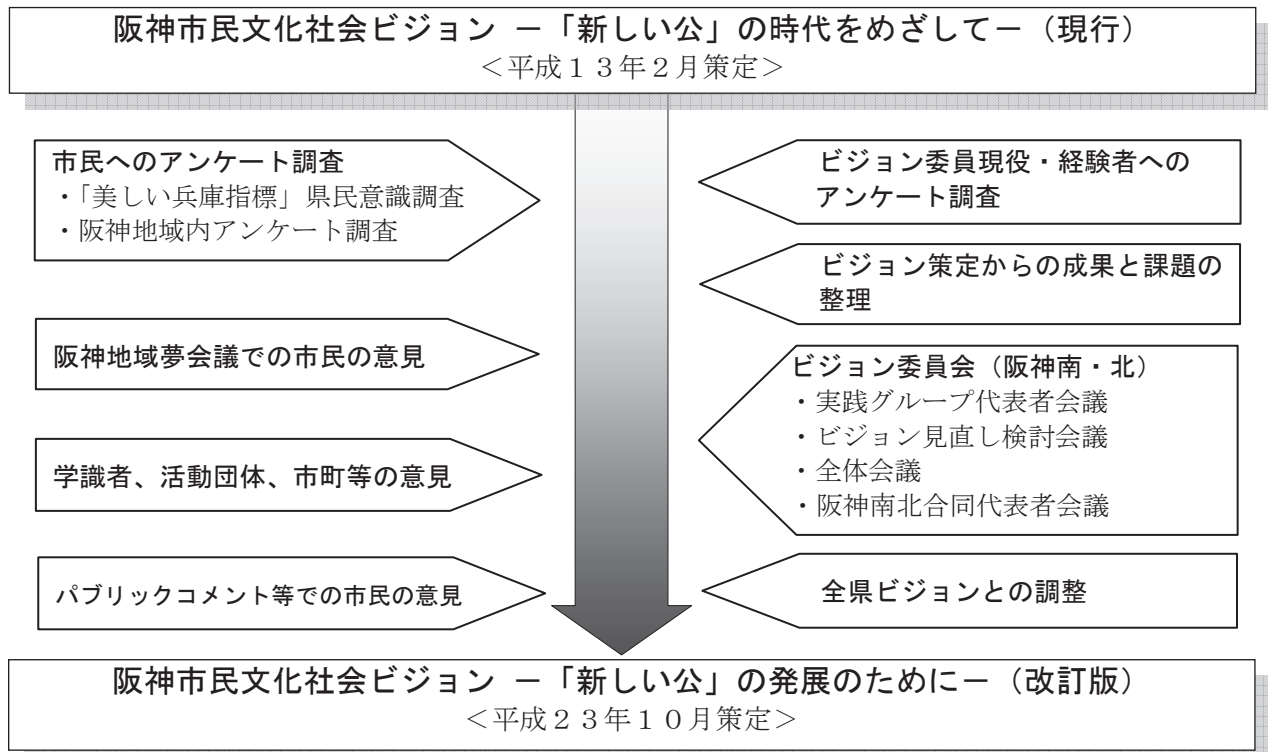 阪神市民文化社会ビジョン －「新しい公」の時代をめざして－（現行）
＜平成１３年２月策定＞
市民へのアンケート調査
・「美しい兵庫指標」県民意識調査
・阪神地域内アンケート調査
阪神地域夢会議での市民の意見
学識者、活動団体、市町等の意見
パブリックコメント等での市民の意見
ビジョン委員現役・経験者への
アンケート調査
ビジョン策定からの成果と課題の
整理
ビジョン委員会（阪神南・北）
・実践グループ代表者会議
・ビジョン見直し検討会議
・全体会議
・阪神南北合同代表者会議
全県ビジョンとの調整
阪神市民文化社会ビジョン －「新しい公」の発展のために－（改訂版）
＜平成２３年１０月策定＞